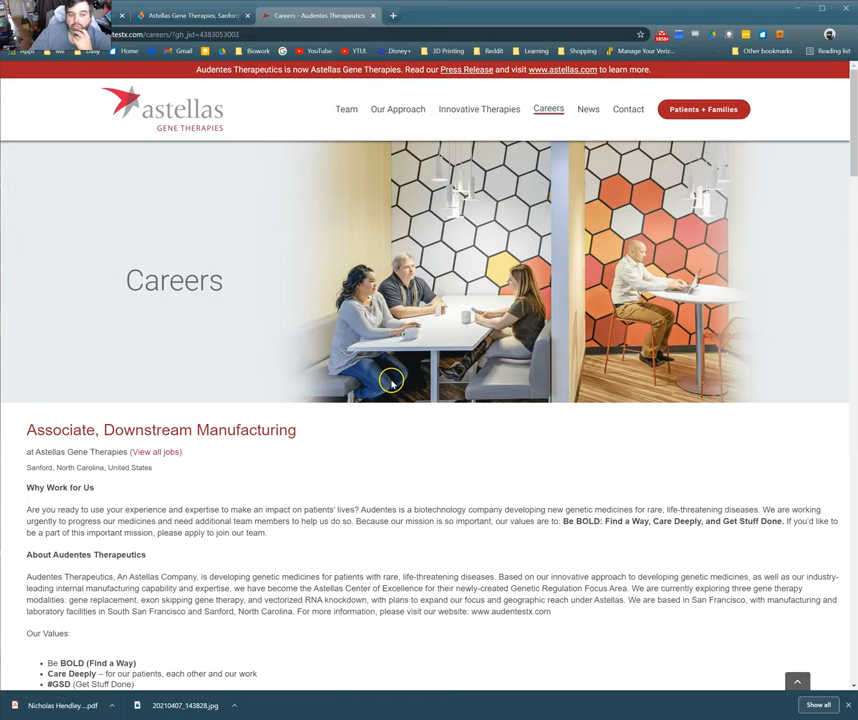 Astellas Gene Therapies, Sanford
Careers - Audentes Therapeutics
testx.com/careers/?gh_jid=4383053003
Apps
Daily
Home
Gmail
Biowork
YouTube
YTUL
Disney+
3D Printing
Reddit
Learning
Shopping
Manage Your Veriz...
Other bookmarks
Reading list
Audentes Therapeutics is now Astellas Gene Therapies. Read our Press Release and visit www.astellas.com to learn more.
astellas
GENE THERAPIES
Team
Our Approach
Innovative Therapies
Careers
News
Contact
Patients + Families
Careers
Associate, Downstream Manufacturing
at Astellas Gene Therapies (View all jobs)
Sanford, North Carolina, United States
Why Work for Us
Are you ready to use your experience and expertise to make an impact on patients' lives? Audentes is a biotechnology company developing new genetic medicines for rare, life-threatening diseases. We are working
urgently to progress our medicines and need additional team members to help us do so. Because our mission is so important, our values are to: Be BOLD: Find a Way, Care Deeply, and Get Stuff Done. If you'd like to
be a part of this important mission, please apply to join our team.
About Audentes Therapeutics
Audentes Therapeutics, An Astellas Company, is developing genetic medicines for patients with rare, life-threatening diseases. Based on our innovative approach to developing genetic medicines, as well as our industry-
leading internal manufacturing capability and expertise, we have become the Astellas Center of Excellence for their newly-created Genetic Regulation Focus Area. We are currently exploring three gene therapy
modalities: gene replacement, exon skipping gene therapy, and vectorized RNA knockdown, with plans to expand our focus and geographic reach under Astellas. We are based in San Francisco, with manufacturing and
laboratory facilities in South San Francisco and Sanford, North Carolina. For more information, please visit our website: www.audentestx.com
Our Values:
Be BOLD (Find a Way)
Care Deeply – for our patients, each other and our work
#GSD (Get Stuff Done)
Nicholas Hendley....pdf
20210407_143828.jpg
Show all